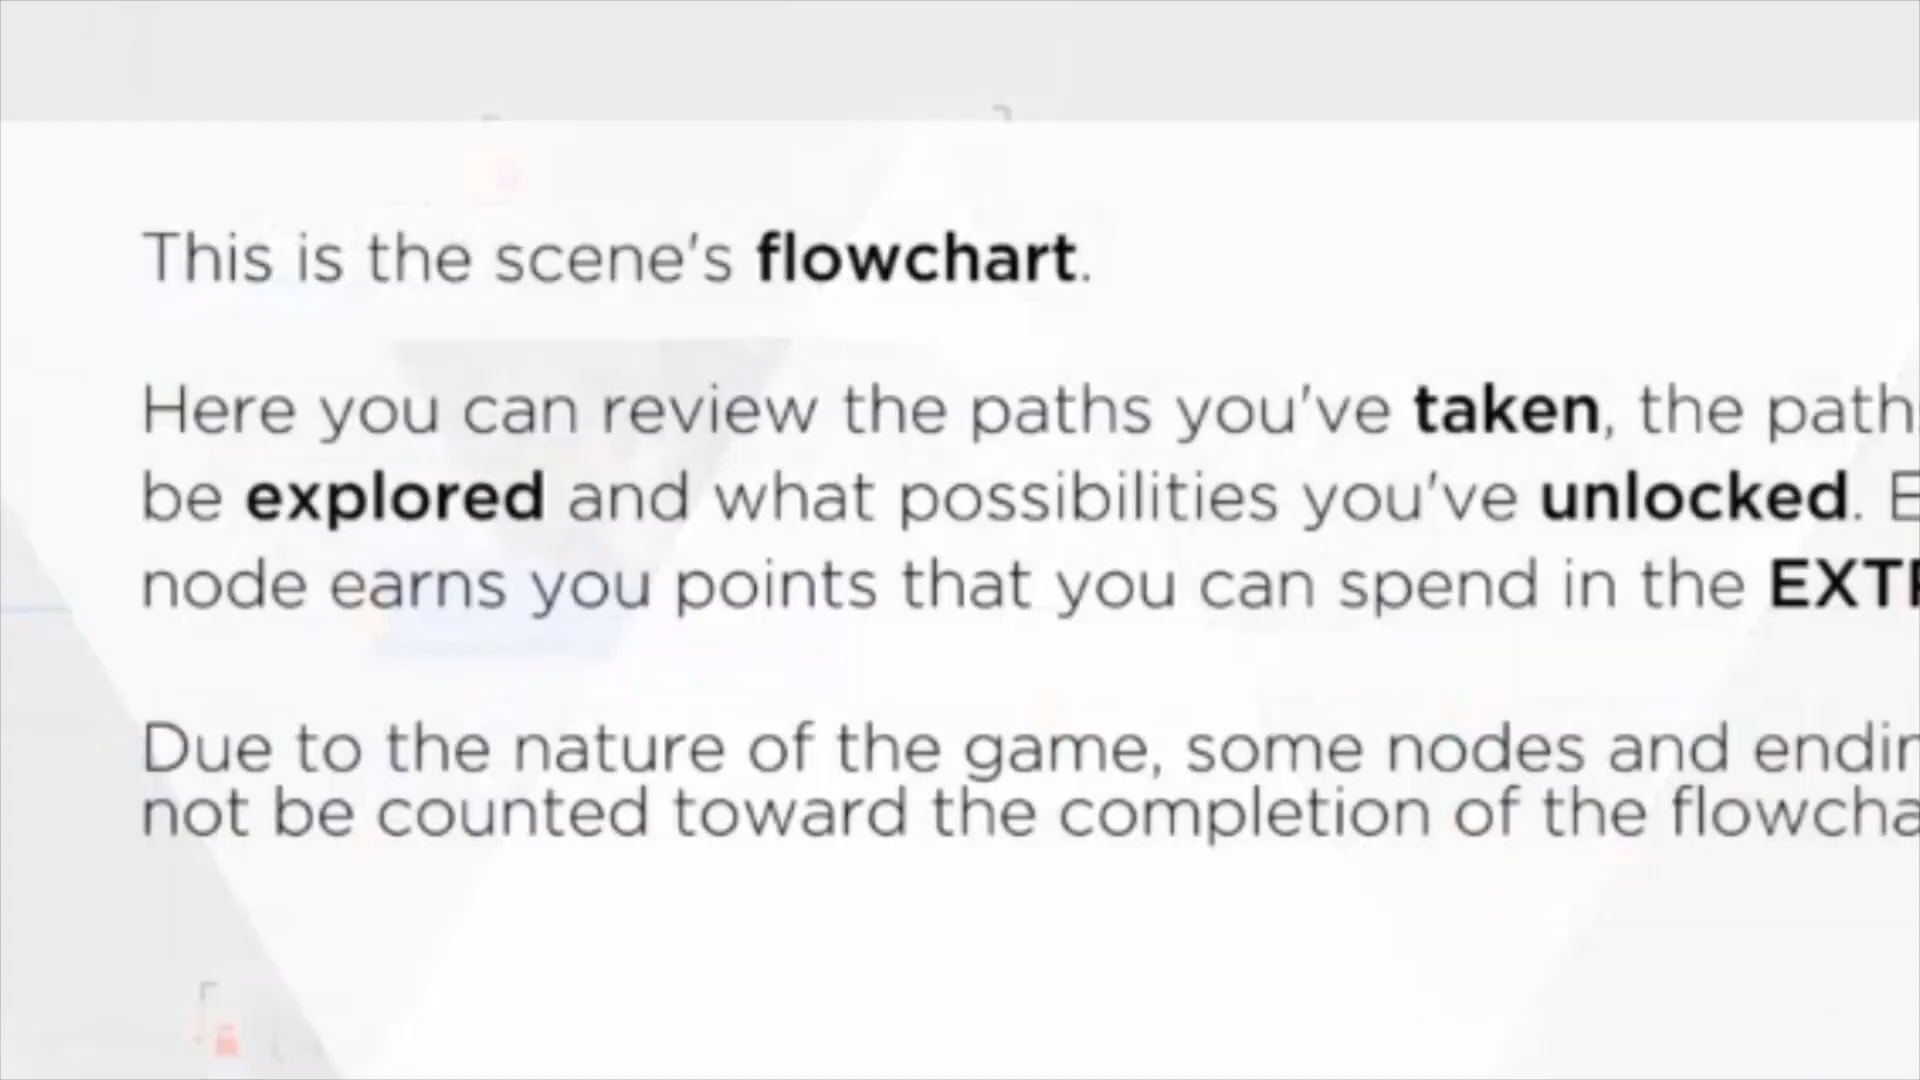 This is the scene's flowchart.
Here you can review the paths you've taken, the path
be explored and what possibilities you've unlocked.
node earns you points that you can spend in the
Due to the nature of the game, some nodes and
not be counted toward the completion of the